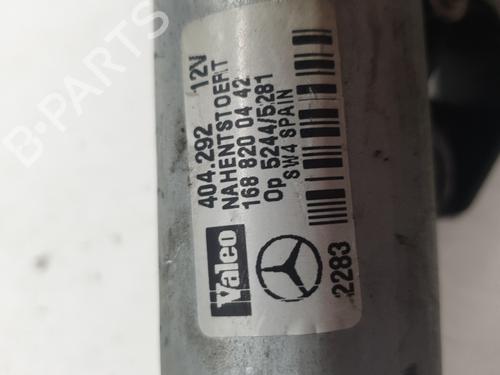 404.292 12V
NAHENTSTOERT
168 820 04 42
Op 5244/5281
SW4 SPAIN
Valeo
2283
B-PARTS